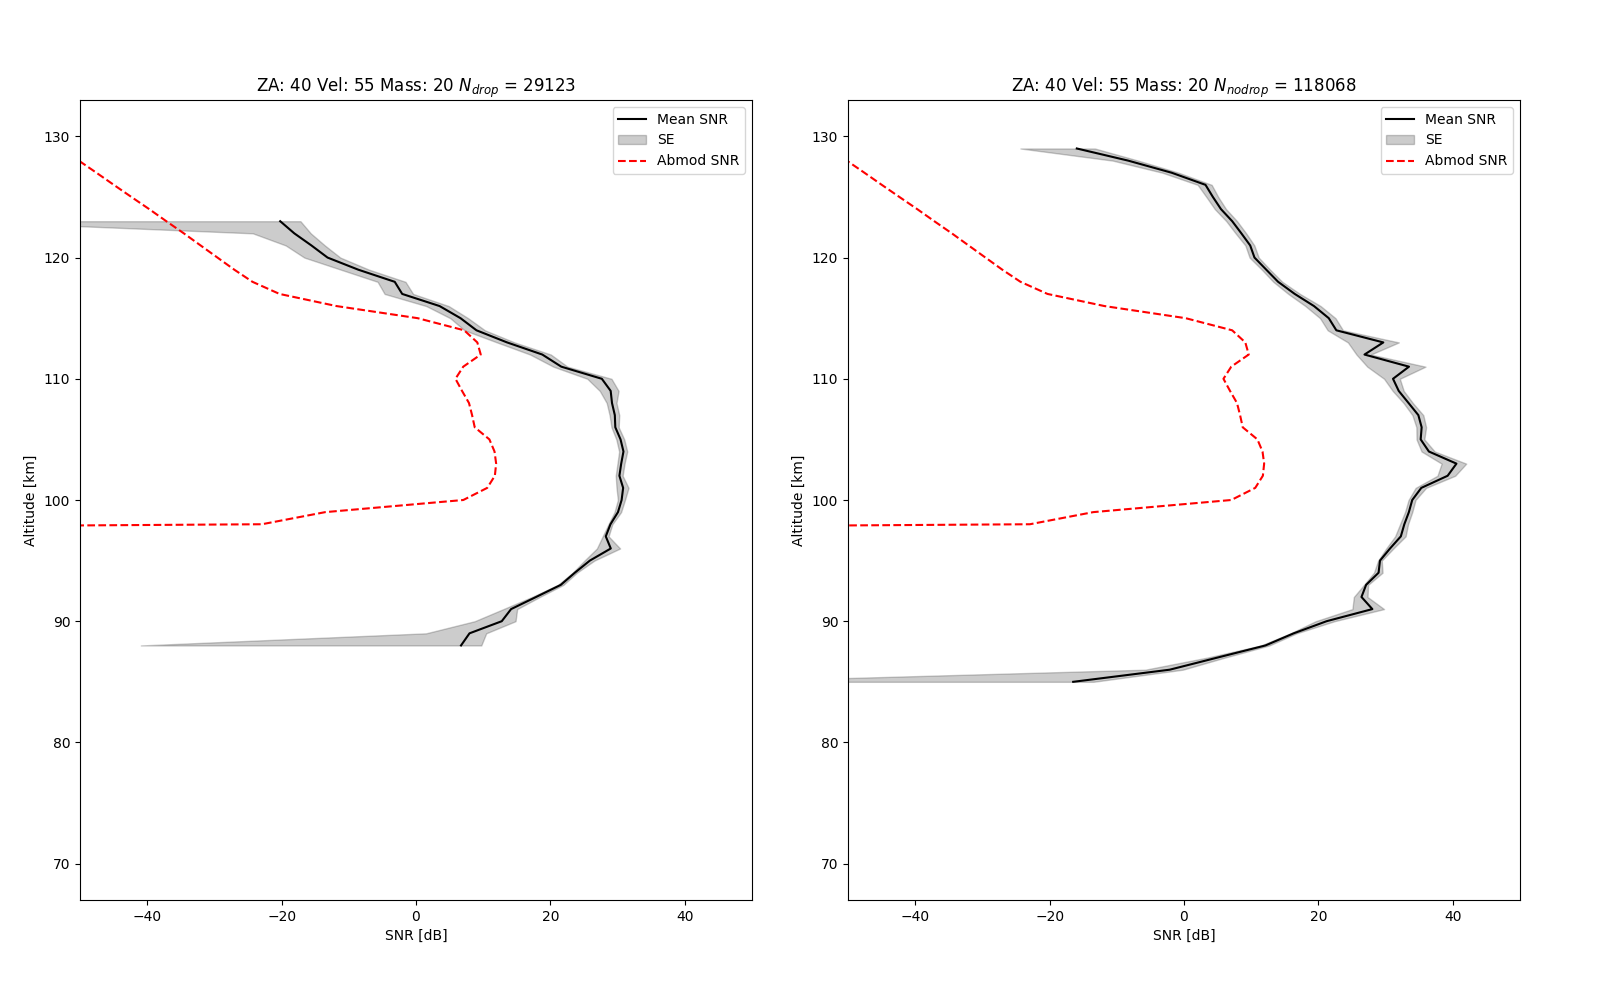 ZA: 40 Vel: 55 Mass: 20 N_drop = 29123
Mean SNR
SE
Abmod SNR
130
120
110
100
90
80
70
Altitude [km]
−40
−20
0
20
40
SNR [dB]
ZA: 40 Vel: 55 Mass: 20 N_nodrop = 118068
Mean SNR
SE
Abmod SNR
130
120
110
100
90
80
70
Altitude [km]
−40
−20
0
20
40
SNR [dB]